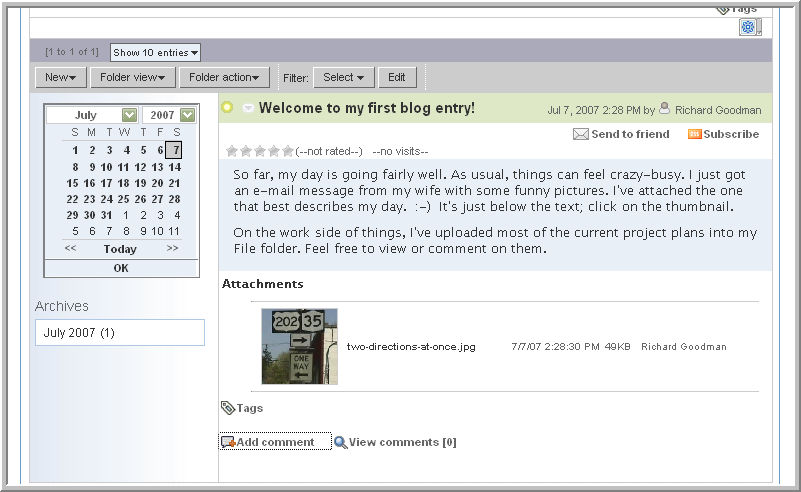 Tags
[1 to 1 of 1] Show 10 entries
New Folder view Folder action Filter: Select Edit
July 2007
S M T W T F S
1 2 3 4 5 6 7
8 9 10 11 12 13 14
15 16 17 18 19 20 21
22 23 24 25 26 27 28
29 30 31 1 2 3 4
5 6 7 8 9 10 11
<< Today >>
OK
Archives
July 2007 (1)
Welcome to my first blog entry! Jul 7, 2007 2:28 PM by Richard Goodman
Send to friend Subscribe
(--not rated--) --no visits--
So far, my day is going fairly well. As usual, things can feel crazy-busy. I just got
an e-mail message from my wife with some funny pictures. I've attached the one
that best describes my day. :-) It's just below the text; click on the thumbnail.
On the work side of things, I've uploaded most of the current project plans into my
File folder. Feel free to view or comment on them.
Attachments
202 35
ONE
WAY
two-directions-at-once.jpg 7/7/07 2:28:30 PM 49KB Richard Goodman
Tags
Add comment View comments [0]